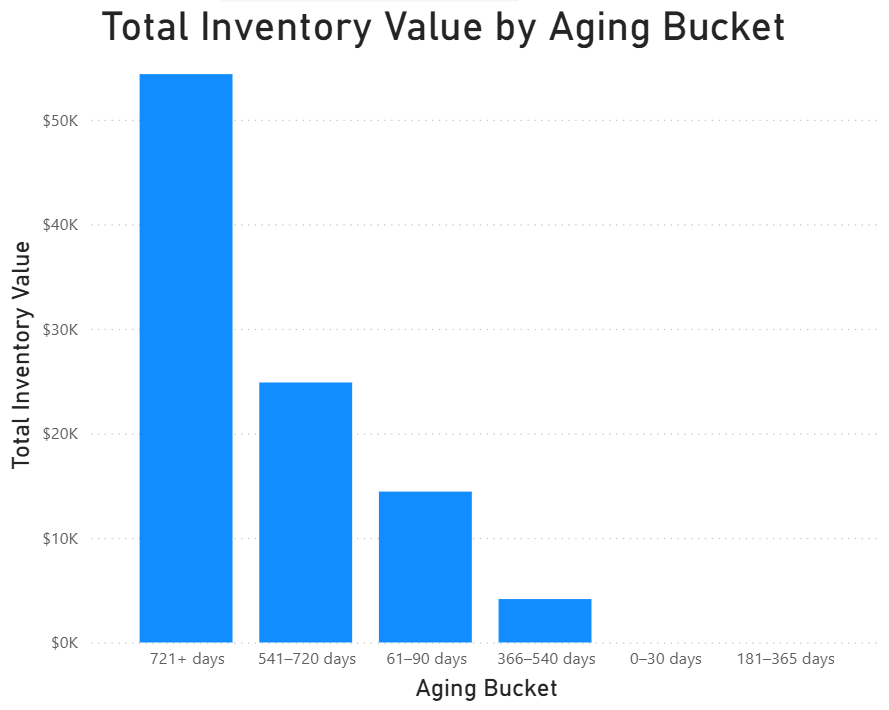 Total Inventory Value by Aging Bucket
Total Inventory Value
$50K
$40K
$30K
$20K
$10K
$0K
721+ days
541–720 days
61–90 days
366–540 days
0–30 days
181–365 days
Aging Bucket